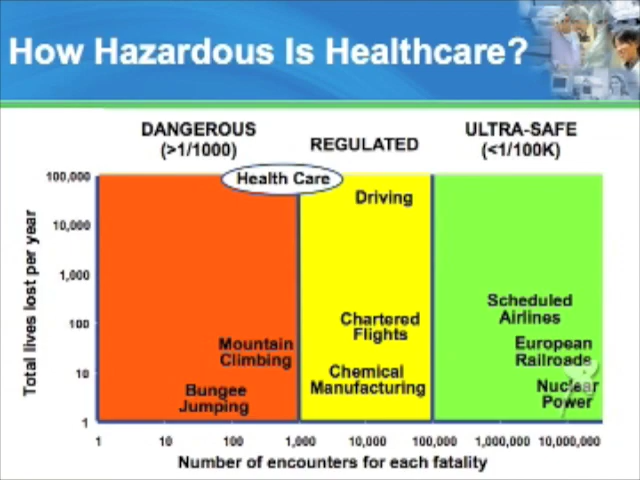 How Hazardous Is Healthcare?
DANGEROUS
(>1/1000)
REGULATED
ULTRA-SAFE
(<1/100K)
Total lives lost per year
100,000
10,000
1,000
100
10
1
Health Care
Driving
Scheduled
Airlines
Chartered
Flights
European
Railroads
Mountain
Climbing
Chemical
Manufacturing
Nuclear
Power
Bungee
Jumping
1
10
100
1,000
10,000
100,000
1,000,000
10,000,000
Number of encounters for each fatality